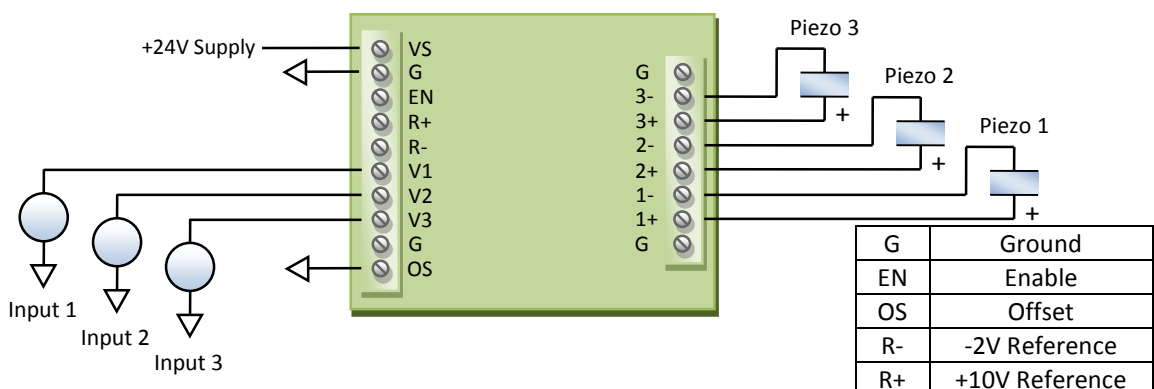 +24V Supply
VS
G
EN
R+
R-
V1
V2
V3
G
OS
Input 1
Input 2
Input 3
G
3-
3+
2-
2+
1-
1+
G
Piezo 3
+
Piezo 2
+
Piezo 1
+
G Ground
EN Enable
OS Offset
R- -2V Reference
R+ +10V Reference